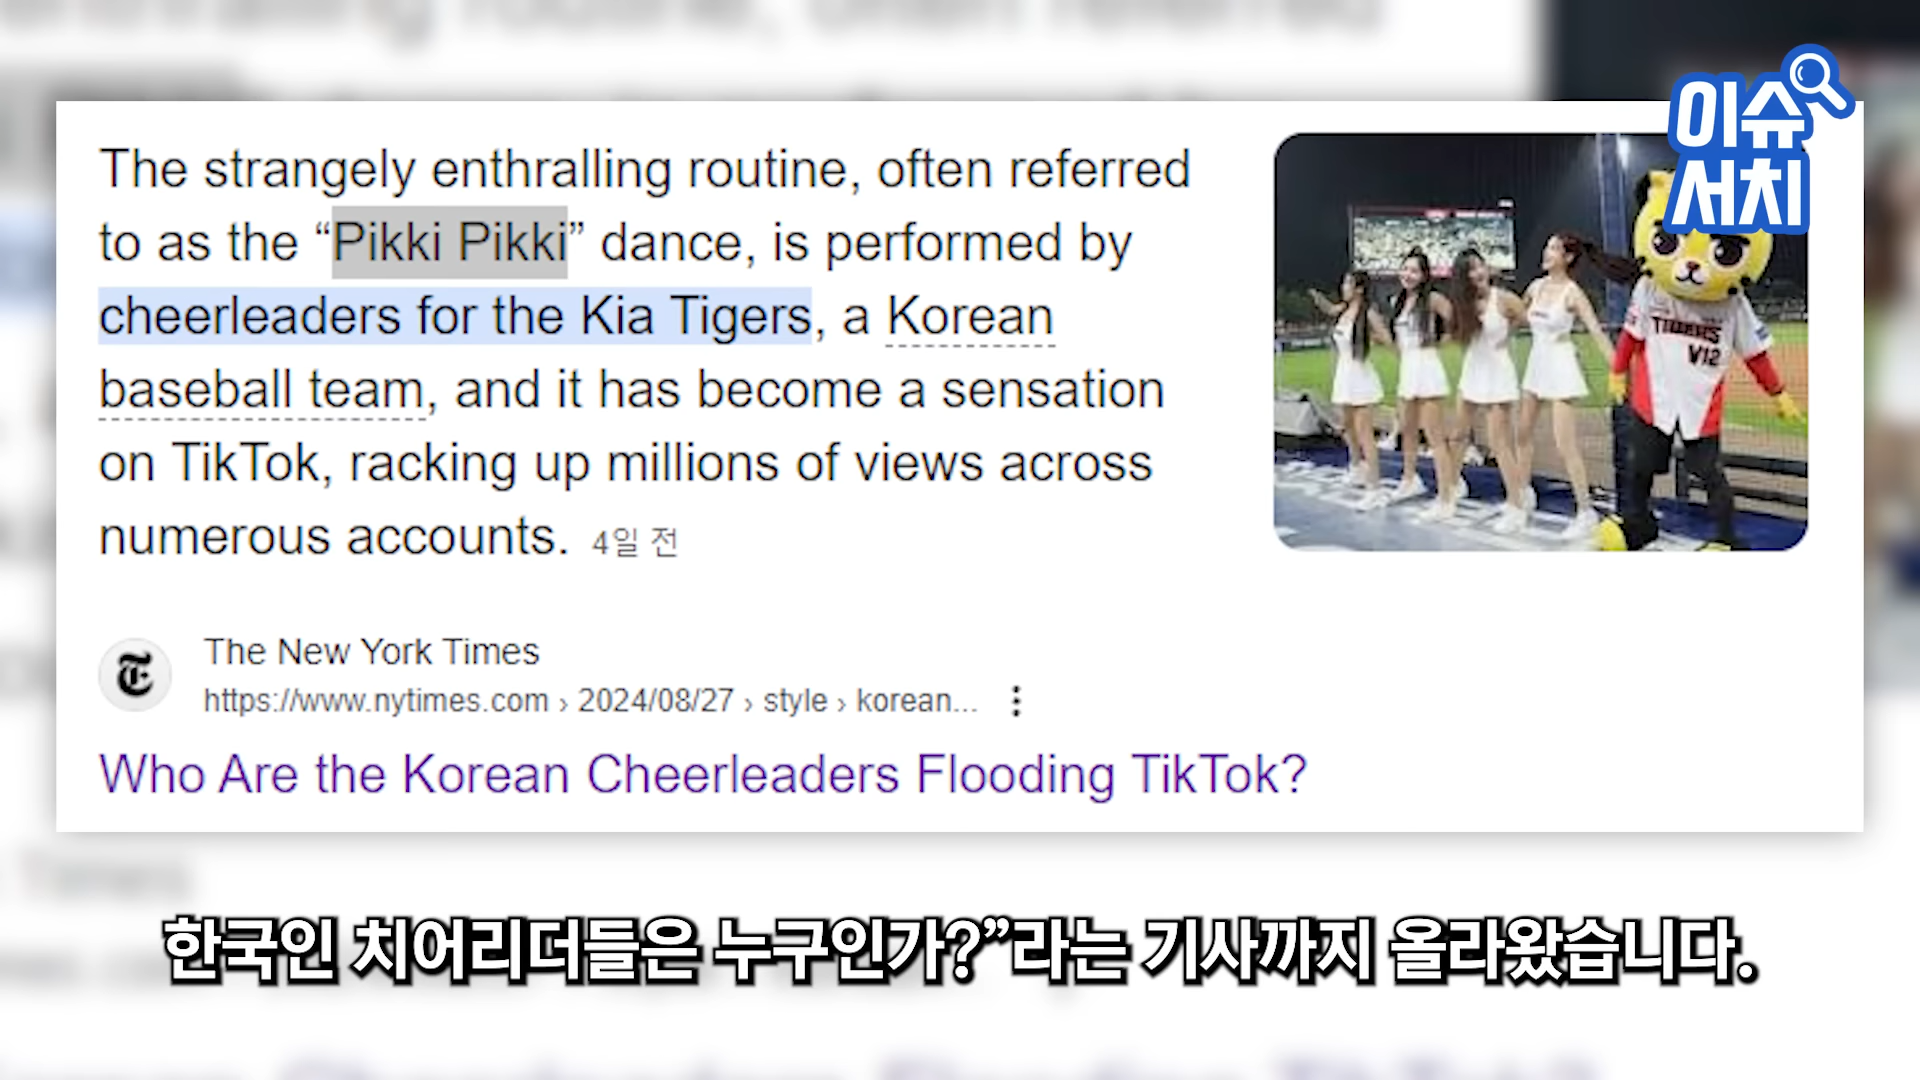 이슈
서치
The strangely enthralling routine, often referred
to as the “Pikki Pikki” dance, is performed by
cheerleaders for the Kia Tigers, a Korean
baseball team, and it has become a sensation
on TikTok, racking up millions of views across
numerous accounts. 4일 전
TIGERS
V12
The New York Times
https://www.nytimes.com › 2024/08/27 › style › korean...
Who Are the Korean Cheerleaders Flooding TikTok?
한국인 치어리더들은 누구인가?”라는 기사까지 올라왔습니다.